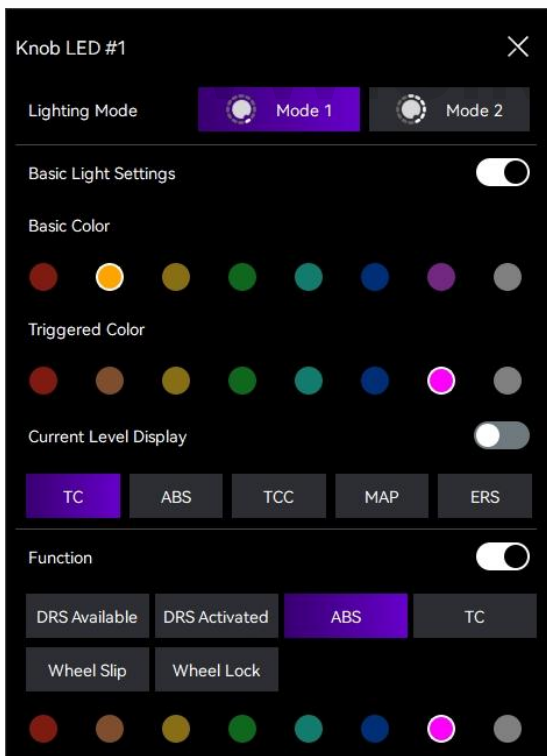 Knob LED #1
Lighting Mode Mode 1 Mode 2
Basic Light Settings
Basic Color
Triggered Color
Current Level Display
TC ABS TCC MAP ERS
Function
DRS Available DRS Activated ABS TC
Wheel Slip Wheel Lock